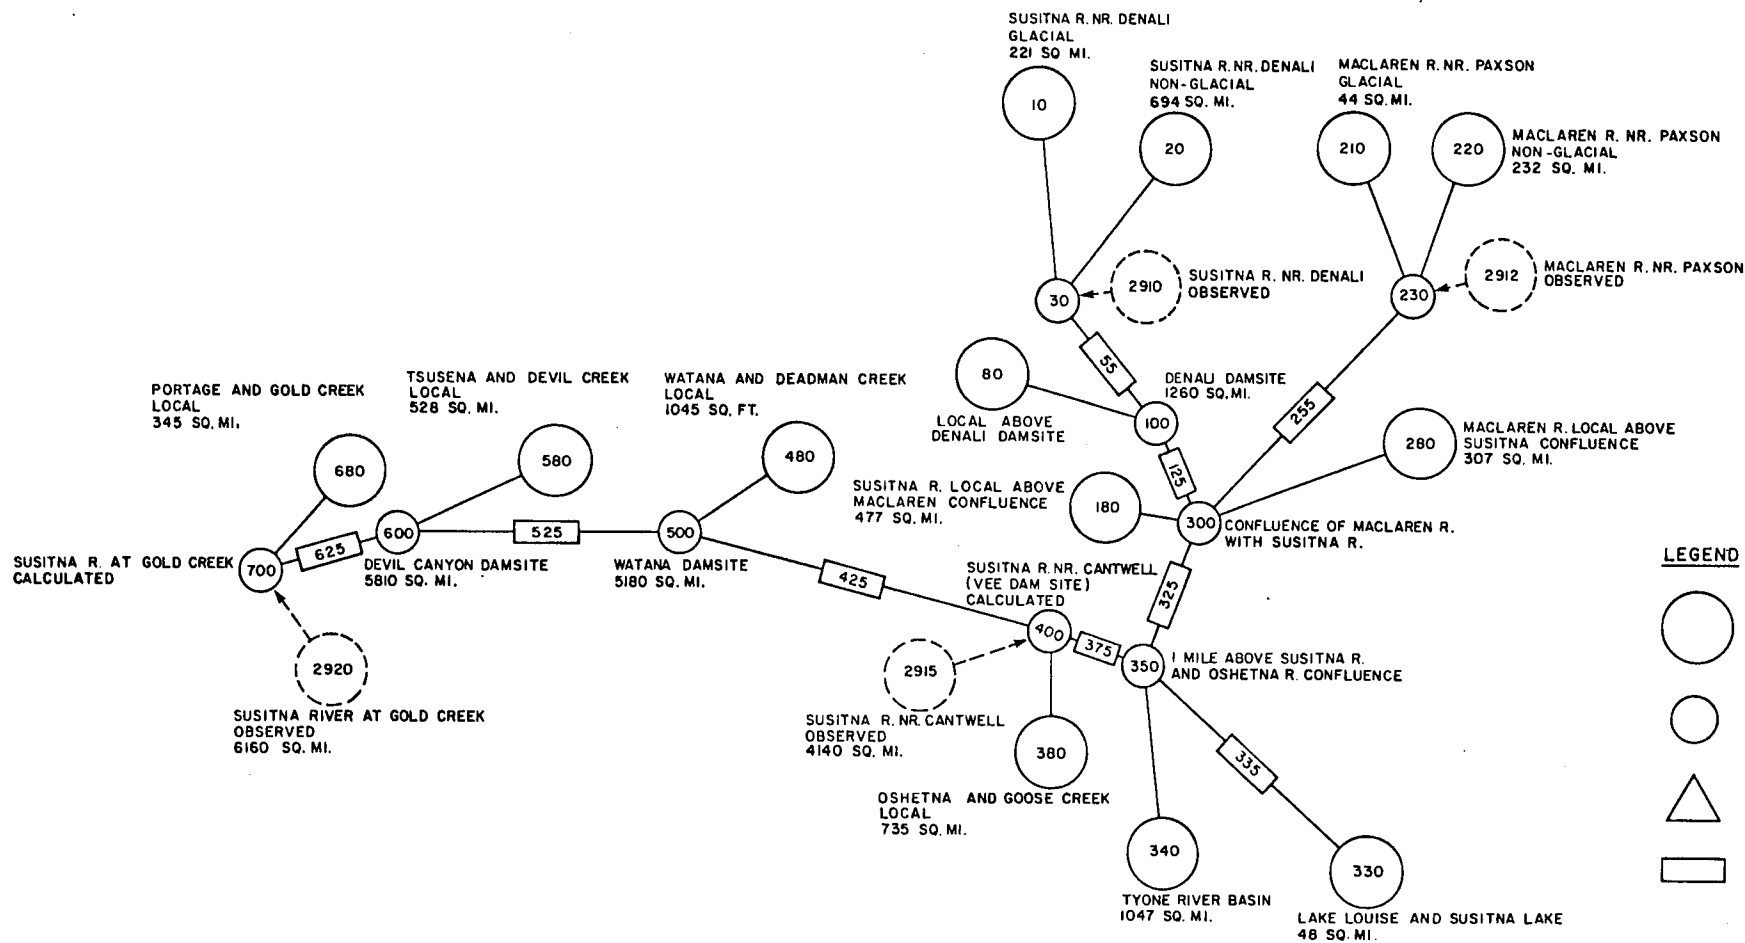 SUSITNA R. NR. DENALI
GLACIAL
221 SQ MI.
10
SUSITNA R. NR. DENALI
NON-GLACIAL
694 SQ. MI.
20
MACLAREN R. NR. PAXSON
GLACIAL
44 SQ. MI.
210
220
MACLAREN R. NR. PAXSON
NON-GLACIAL
232 SQ. MI.
30
2910
SUSITNA R. NR. DENALI
OBSERVED
230
2912
MACLAREN R. NR. PAXSON
OBSERVED
55
80
LOCAL ABOVE
DENALI DAMSITE
DENALI DAMSITE
1260 SQ. MI.
100
255
125
280
MACLAREN R. LOCAL ABOVE
SUSITNA CONFLUENCE
307 SQ. MI.
SUSITNA R. LOCAL ABOVE
MACLAREN CONFLUENCE
477 SQ. MI.
180
300
CONFLUENCE OF MACLAREN R.
WITH SUSITNA R.
PORTAGE AND GOLD CREEK
LOCAL
345 SQ. MI.
680
TSUSENA AND DEVIL CREEK
LOCAL
528 SQ. MI.
580
WATANA AND DEADMAN CREEK
LOCAL
1045 SQ. FT.
480
SUSITNA R. AT GOLD CREEK
CALCULATED
700
625
600
DEVIL CANYON DAMSITE
5810 SQ. MI.
525
500
WATANA DAMSITE
5180 SQ. MI.
425
SUSITNA R. NR. CANTWELL
(VEE DAM SITE)
CALCULATED
400
375
325
350
1 MILE ABOVE SUSITNA R.
AND OSHETNA R. CONFLUENCE
2920
SUSITNA RIVER AT GOLD CREEK
OBSERVED
6160 SQ. MI.
2915
SUSITNA R. NR. CANTWELL
OBSERVED
4140 SQ. MI.
380
OSHETNA AND GOOSE CREEK
LOCAL
735 SQ. MI.
335
340
TYONE RIVER BASIN
1047 SQ. MI.
330
LAKE LOUISE AND SUSITNA LAKE
48 SQ. MI.
LEGEND